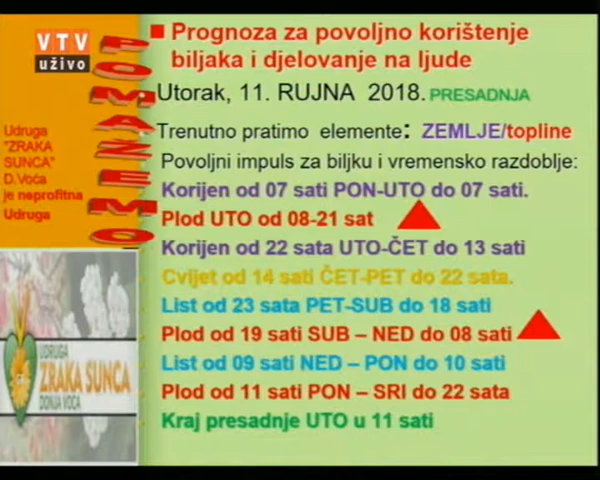 VTV
uživo
POMAŽEMO
Udruga
"ZRAKA
SUNCA"
D.Voća
je neprofitna
Udruga
UDRUGA
ZRAKA SUNCA
DONJA VOĆA
Prognoza za povoljno korištenje
biljaka i djelovanje na ljude
Utorak, 11. RUJNA 2018. PRESADNJA
Trenutno pratimo elemente: ZEMLJE/topline
Povoljni impuls za biljku i vremensko razdoblje:
Korijen od 07 sati PON-UTO do 07 sati.
Plod UTO od 08-21 sat
Korijen od 22 sata UTO-ČET do 13 sati
Cvijet od 14 sati ČET-PET do 22 sata.
List od 23 sata PET-SUB do 18 sati
Plod od 19 sati SUB – NED do 08 sati
List od 09 sati NED – PON do 10 sati
Plod od 11 sati PON – SRI do 22 sata
Kraj presadnje UTO u 11 sati